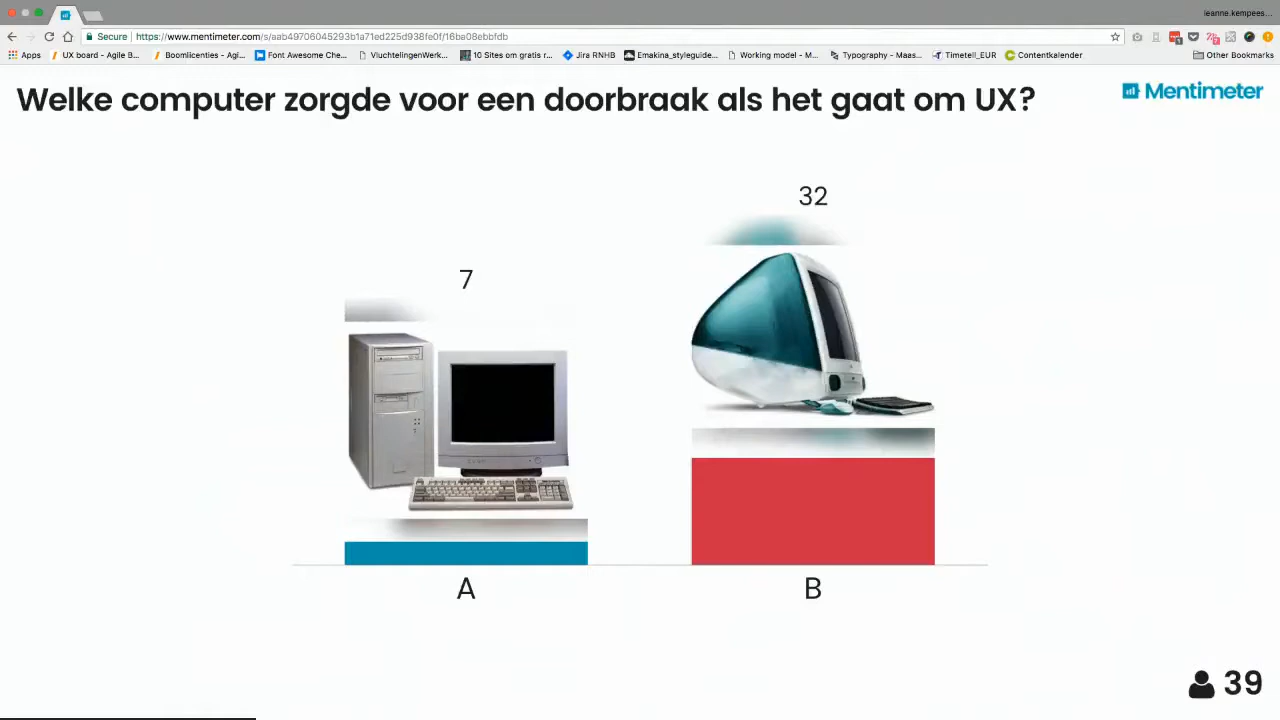 leanne.kempees...
Secure
https://www.mentimeter.com/s/aab49706045293b1a71ed225d938fe0f/16ba08ebbfdb
Apps
UX board - Agile B...
Boomlicenties - Agi...
Font Awesome Che...
VluchtelingenWerk...
10 Sites om gratis r...
Jira RNHB
Emakina_styleguide...
Working model - M...
Typography - Maas...
Timetell_EUR
Contentkalender
Other Bookmarks
Welke computer zorgde voor een doorbraak als het gaat om UX?
Mentimeter
32
7
A
B
39